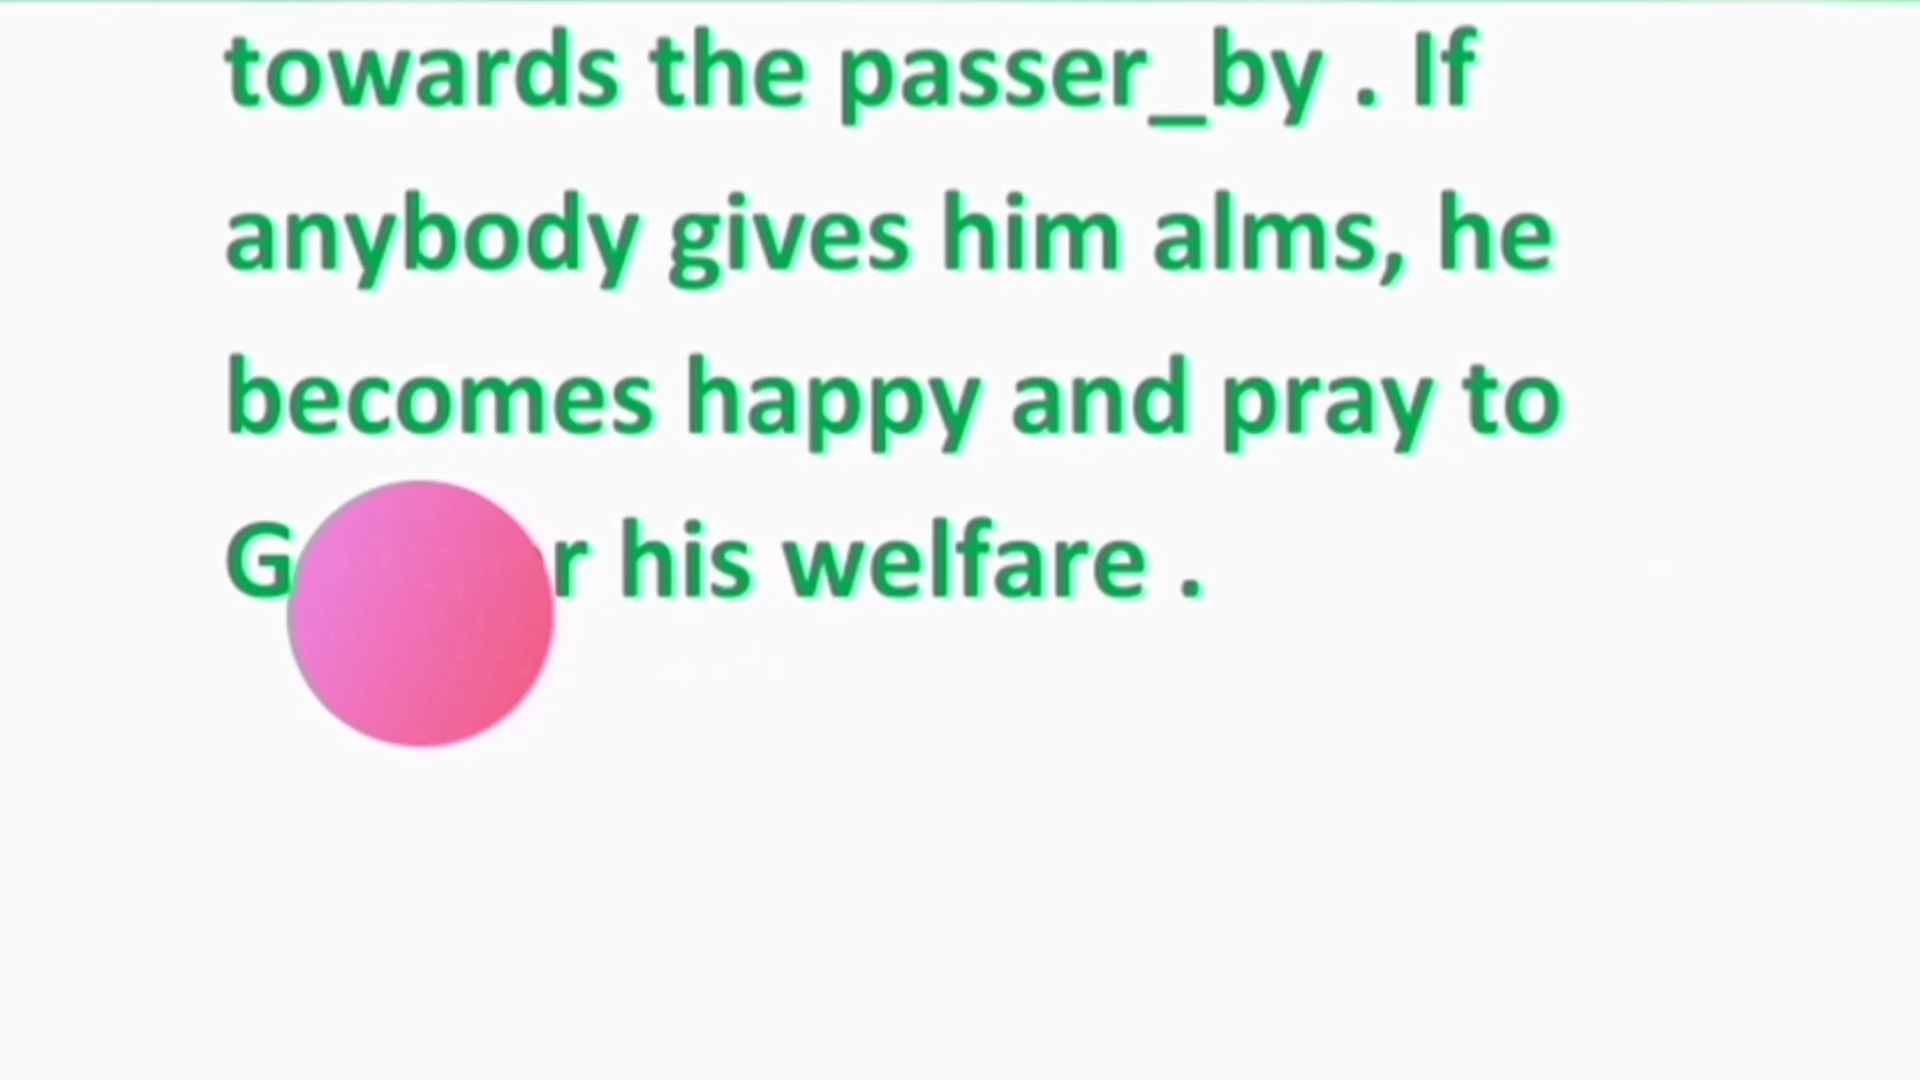 towards the passer_by . If
anybody gives him alms, he
becomes happy and pray to
his welfare .